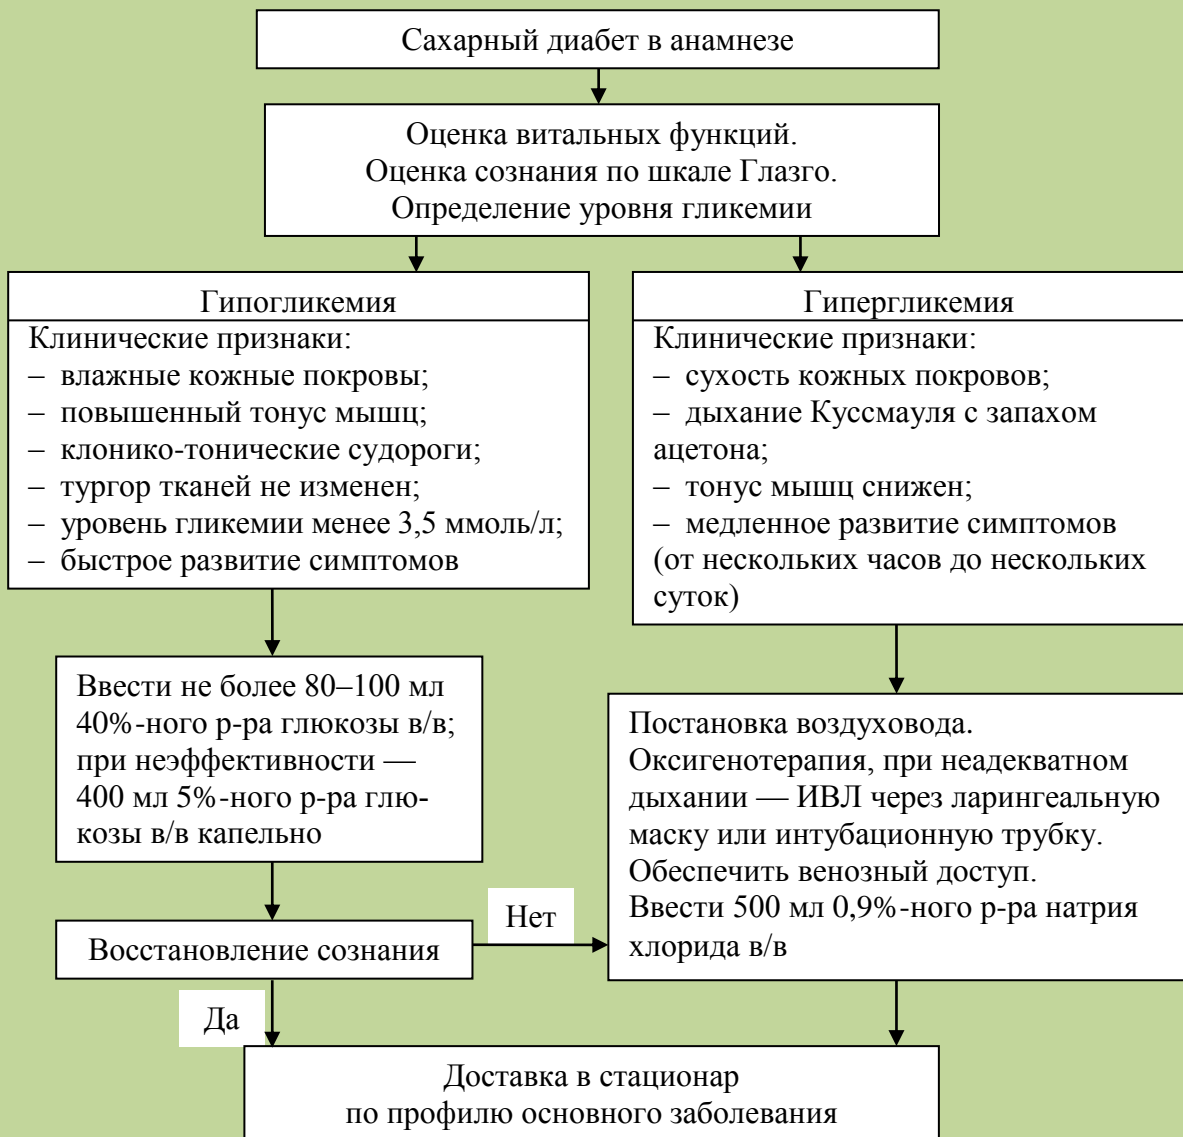 Сахарный диабет в анамнезе
Оценка витальных функций.
Оценка сознания по шкале Глазго.
Определение уровня гликемии
Гипогликемия
Клинические признаки:
– влажные кожные покровы;
– повышенный тонус мышц;
– клонико-тонические судороги;
– тургор тканей не изменен;
– уровень гликемии менее 3,5 ммоль/л;
– быстрое развитие симптомов
Гипергликемия
Клинические признаки:
– сухость кожных покровов;
– дыхание Куссмауля с запахом
ацетона;
– тонус мышц снижен;
– медленное развитие симптомов
(от нескольких часов до нескольких
суток)
Ввести не более 80–100 мл
40%-ного р-ра глюкозы в/в;
при неэффективности —
400 мл 5%-ного р-ра глю-
козы в/в капельно
Постановка воздуховода.
Оксигенотерапия, при неадекватном
дыхании — ИВЛ через ларингеальную
маску или интубационную трубку.
Обеспечить венозный доступ.
Ввести 500 мл 0,9%-ного р-ра натрия
хлорида в/в
Восстановление сознания
Нет
Да
Доставка в стационар
по профилю основного заболевания